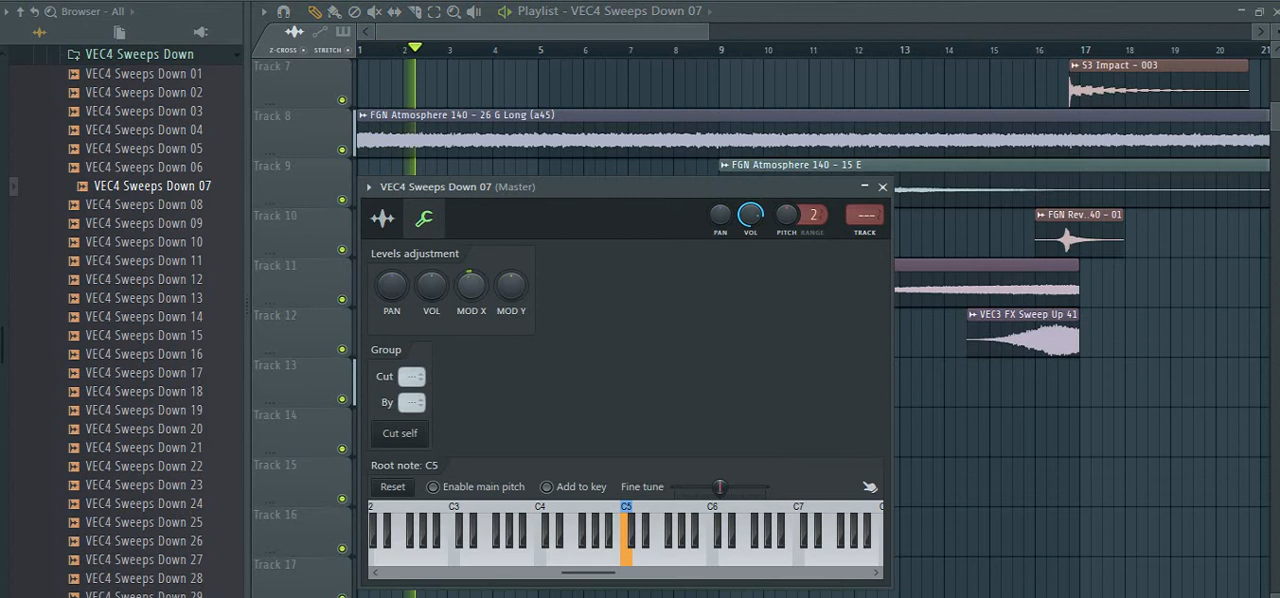 Browser - All
Playlist - VEC4 Sweeps Down 07
VEC4 Sweeps Down
VEC4 Sweeps Down 01
VEC4 Sweeps Down 02
VEC4 Sweeps Down 03
VEC4 Sweeps Down 04
VEC4 Sweeps Down 05
VEC4 Sweeps Down 06
VEC4 Sweeps Down 07
VEC4 Sweeps Down 08
VEC4 Sweeps Down 09
VEC4 Sweeps Down 10
VEC4 Sweeps Down 11
VEC4 Sweeps Down 12
VEC4 Sweeps Down 13
VEC4 Sweeps Down 14
VEC4 Sweeps Down 15
VEC4 Sweeps Down 16
VEC4 Sweeps Down 17
VEC4 Sweeps Down 18
VEC4 Sweeps Down 19
VEC4 Sweeps Down 20
VEC4 Sweeps Down 21
VEC4 Sweeps Down 22
VEC4 Sweeps Down 23
VEC4 Sweeps Down 24
VEC4 Sweeps Down 25
VEC4 Sweeps Down 26
VEC4 Sweeps Down 27
VEC4 Sweeps Down 28
VEC4 Sweeps Down 29
Z-CROSS STRETCH
1 2 3 4 5 6 7 8 9 10 11 12 13 14 15 16 17 18 19 20 21
Track 7
S3 Impact - 003
Track 8
FGN Atmosphere 140 - 26 G Long (a45)
Track 9
FGN Atmosphere 140 - 15 E
Track 10
FGN Rev..40 - 01
Track 11
Track 12
VEC3 FX Sweep Up 41
Track 13
Track 14
Track 15
Track 16
Track 17
VEC4 Sweeps Down 07 (Master)
2 ---
PAN VOL PITCH RANGE TRACK
Levels adjustment
PAN VOL MOD X MOD Y
Group
Cut ---
By ---
Cut self
Root note: C5
Reset Enable main pitch Add to key Fine tune
2 C3 C4 C5 C6 C7 C